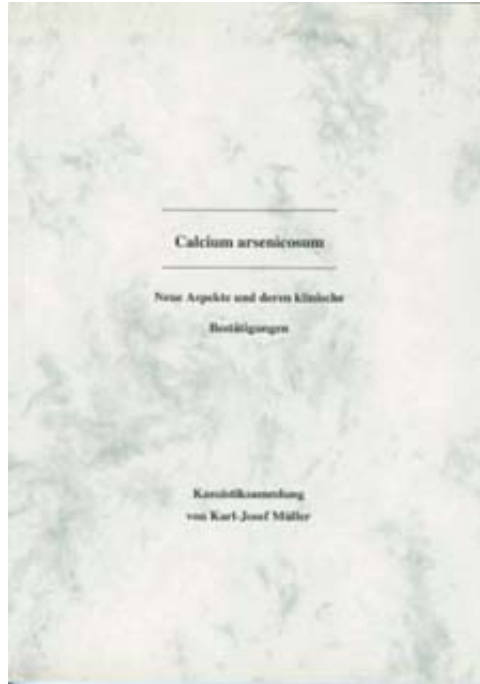 Calcium arsenicosum
Neue Aspekte und deren klinische
Bestätigungen
Kasuistiksammlung
von Karl-Josef Müller